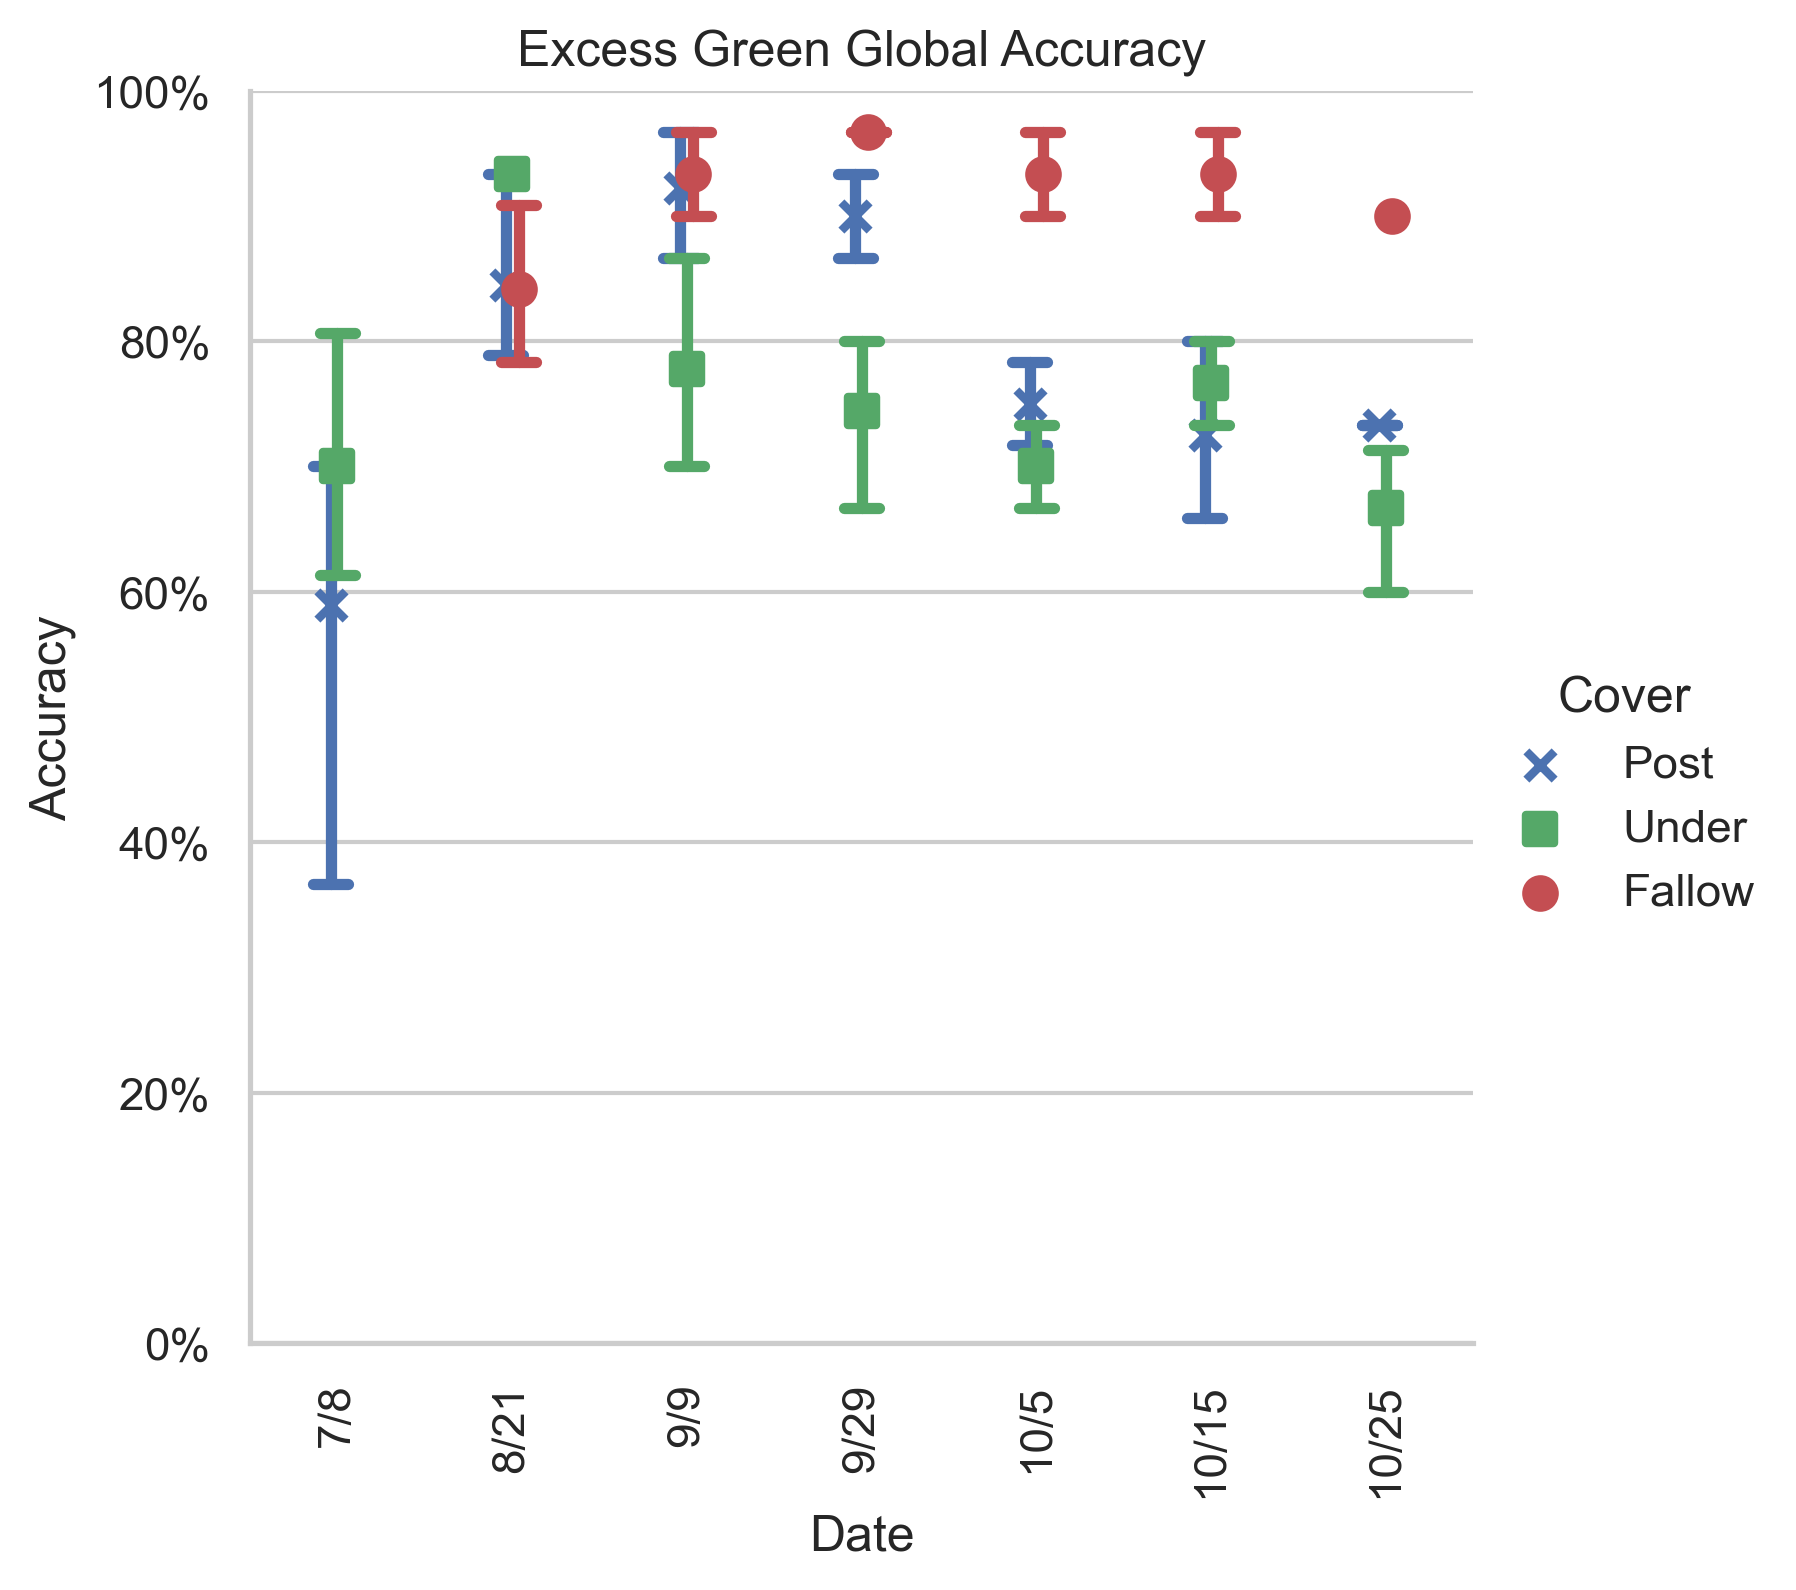 Excess Green Global Accuracy
100%
80%
60%
40%
20%
0%
Accuracy
7/8
8/21
9/9
9/29
10/5
10/15
10/25
Date
Cover
Post
Under
Fallow